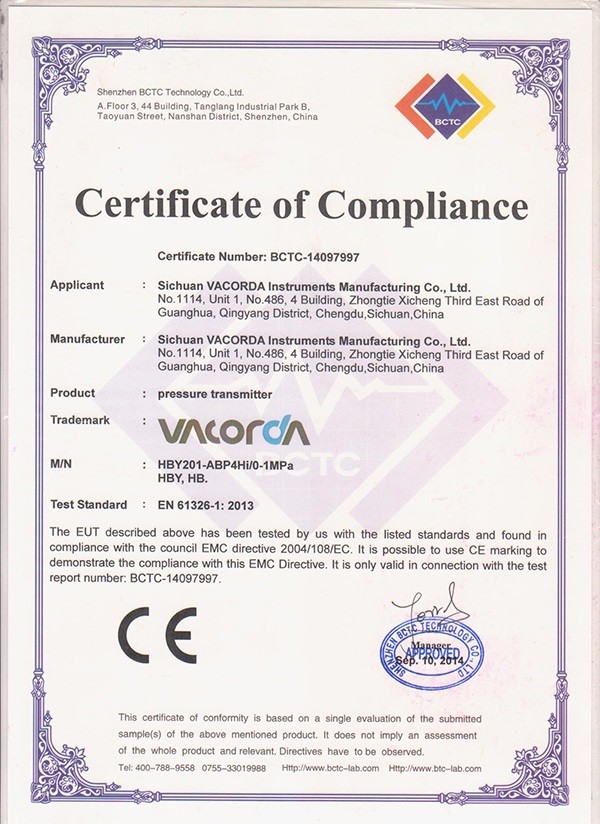 Shenzhen BCTC Technology Co.,Ltd.
A.Floor 3, 44 Building, Tanglang Industrial Park B,
Taoyuan Street, Nanshan District, Shenzhen, China
BCTC
Certificate of Compliance
Certificate Number: BCTC-14097997
Applicant : Sichuan VACORDA Instruments Manufacturing Co., Ltd.
No.1114, Unit 1, No.486, 4 Building, Zhongtie Xicheng Third East Road of
Guanghua, Qingyang District, Chengdu,Sichuan,China
Manufacturer : Sichuan VACORDA Instruments Manufacturing Co., Ltd.
No.1114, Unit 1, No.486, 4 Building, Zhongtie Xicheng Third East Road of
Guanghua, Qingyang District, Chengdu,Sichuan,China
Product : pressure transmitter
Trademark : vacorda
BCTC
M/N : HBY201-ABP4Hi/0-1MPa
HBY, HB.
Test Standard : EN 61326-1: 2013
The EUT described above has been tested by us with the listed standards and found in
compliance with the council EMC directive 2004/108/EC. It is possible to use CE marking to
demonstrate the compliance with this EMC Directive. It is only valid in connection with the test
report number: BCTC-14097997.
CE
SHENZHEN BCTC TECHNOLOGY CO., LTD
Manager
APPROVED
Sep. 10, 2014
This certificate of conformity is based on a single evaluation of the submitted
sample(s) of the above mentioned product. It does not imply an assessment
of the whole product and relevant. Directives have to be observed.
Tel: 400-788-9558 0755-33019988 Http://www.bctc-lab.com Http://www.btc-lab.com